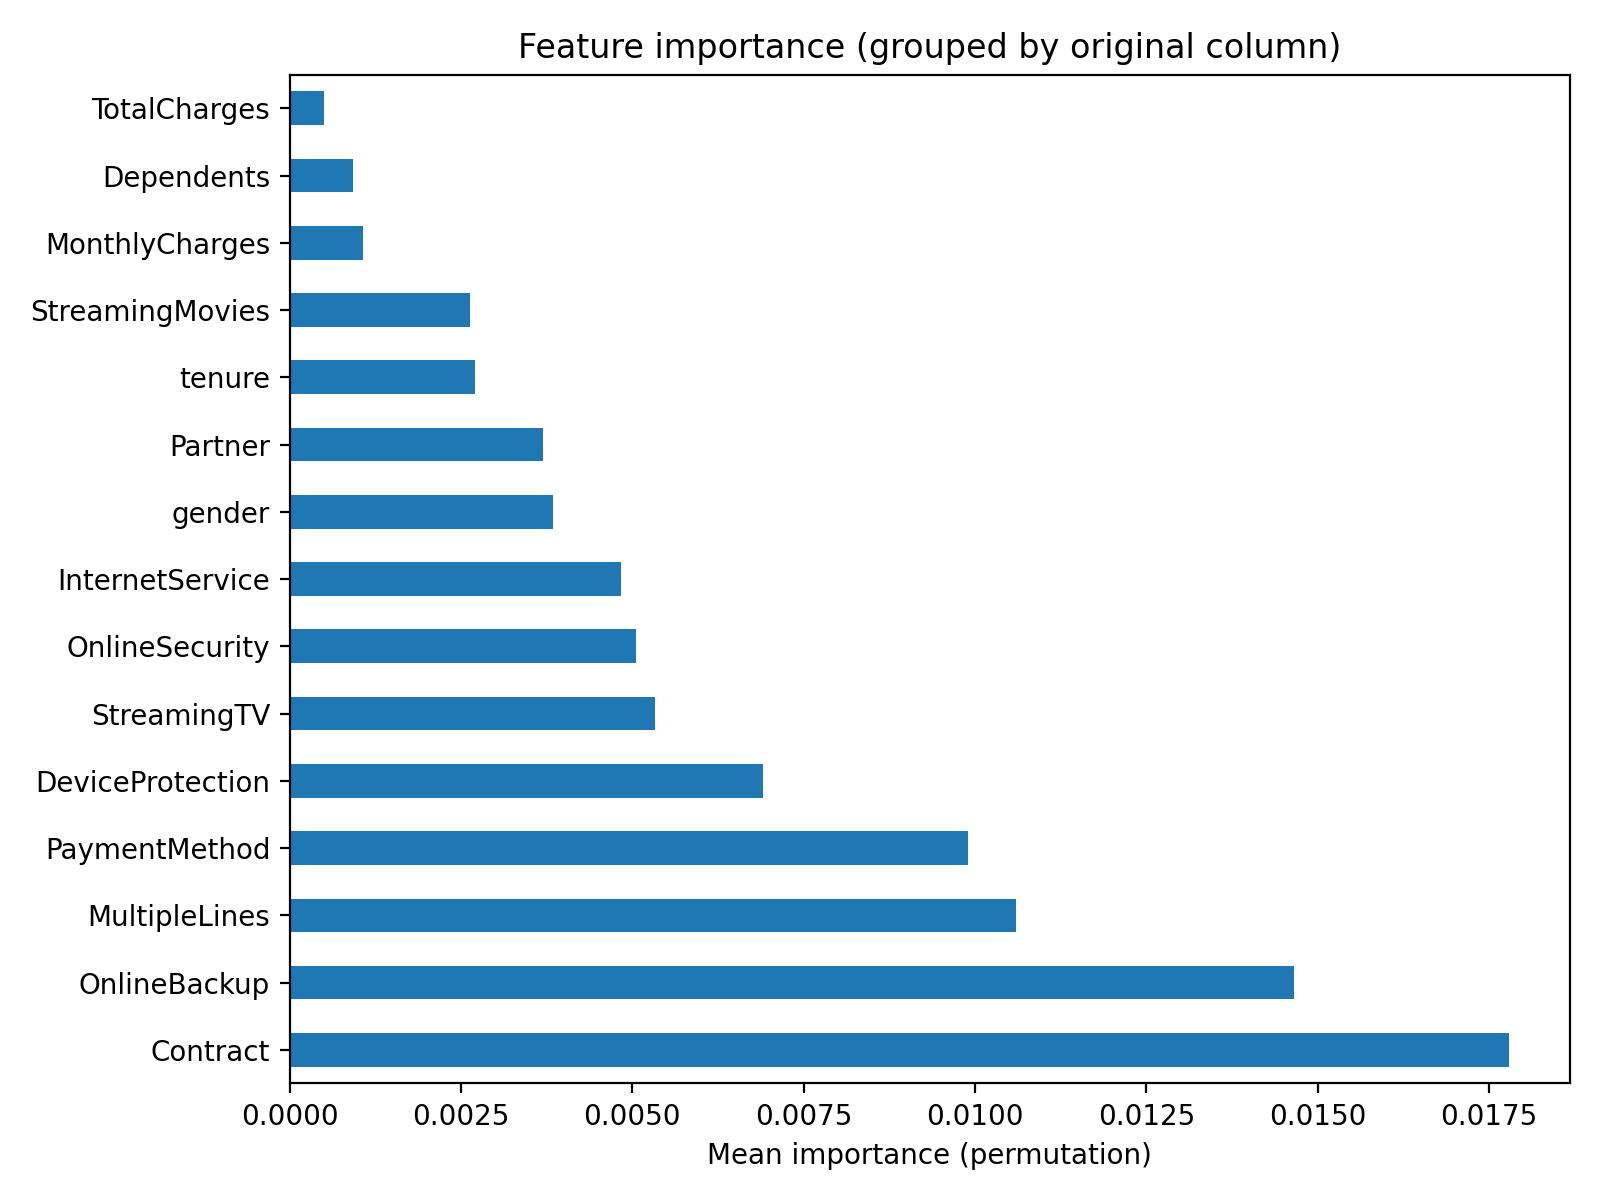 Feature importance (grouped by original column)
TotalCharges
Dependents
MonthlyCharges
StreamingMovies
tenure
Partner
gender
InternetService
OnlineSecurity
StreamingTV
DeviceProtection
PaymentMethod
MultipleLines
OnlineBackup
Contract
0.0000 0.0025 0.0050 0.0075 0.0100 0.0125 0.0150 0.0175
Mean importance (permutation)